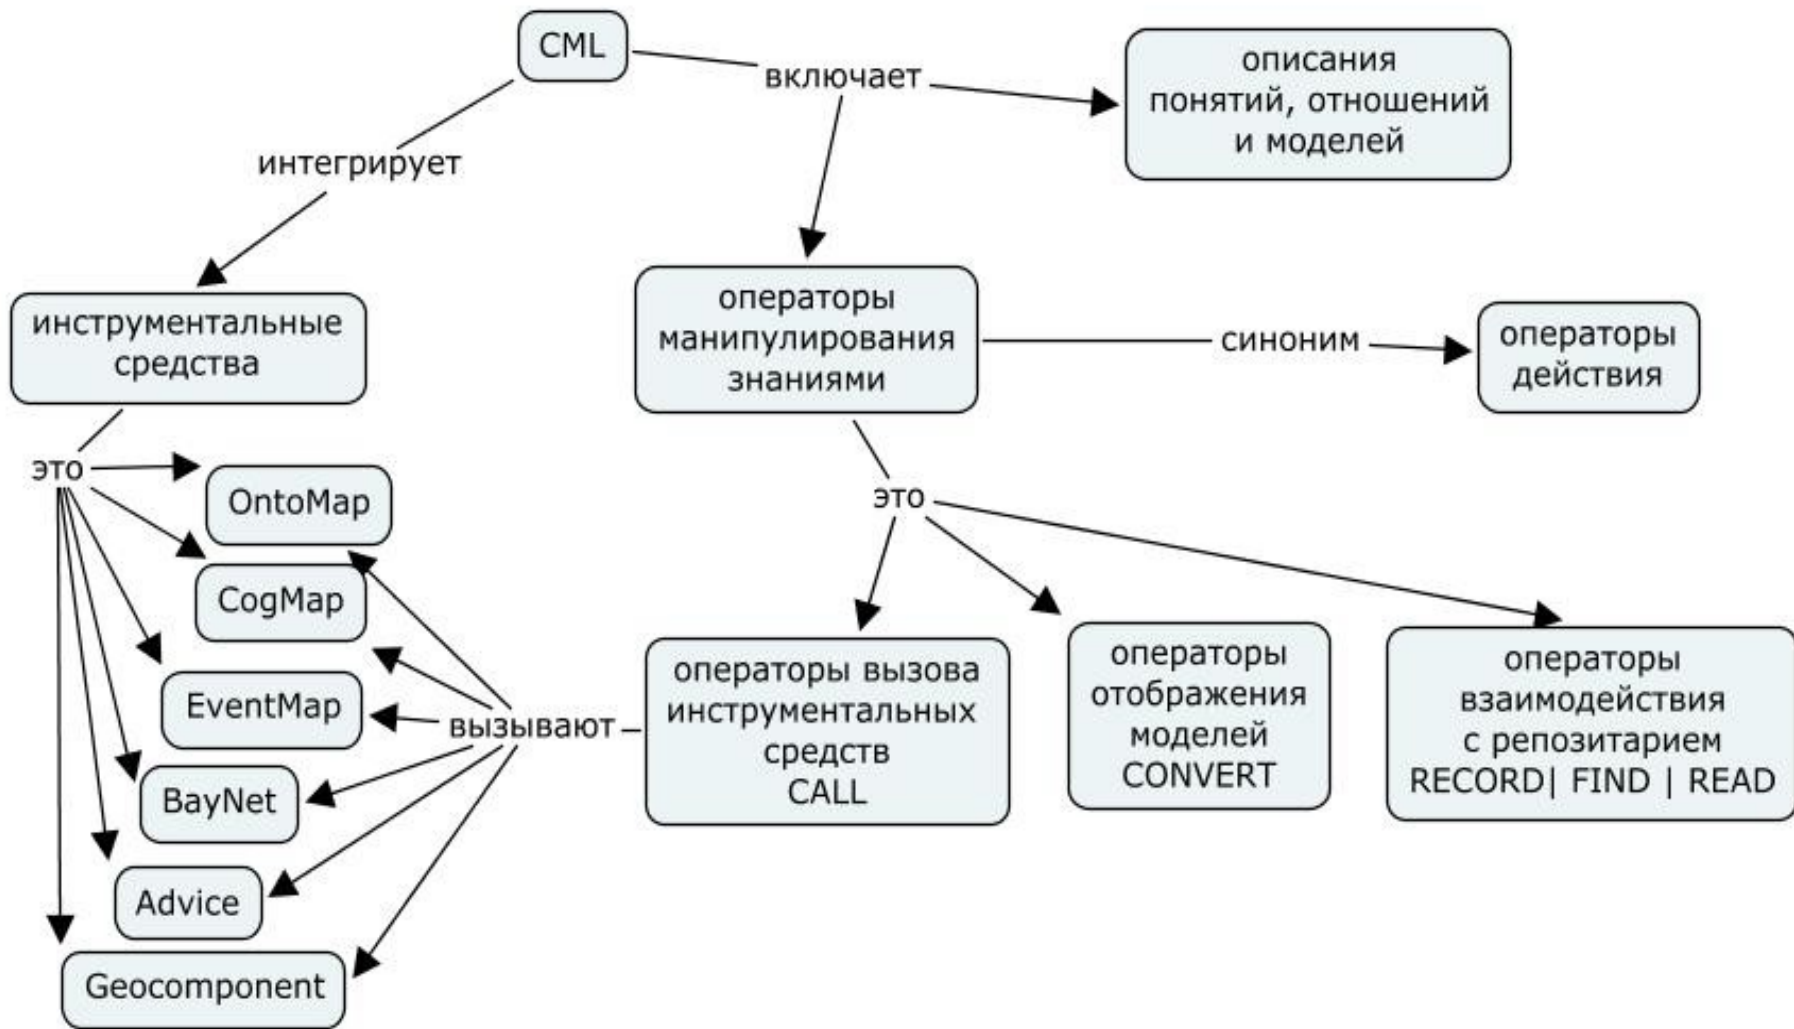 CML
включает
описания
понятий, отношений
и моделей
интегрирует
инструментальные
средства
операторы
манипулирования
знаниями
синоним
операторы
действия
это
OntoMap
CogMap
EventMap
BayNet
Advice
Geocomponent
вызывают
это
операторы вызова
инструментальных
средств
CALL
операторы
отображения
моделей
CONVERT
операторы
взаимодействия
с репозитарием
RECORD| FIND | READ